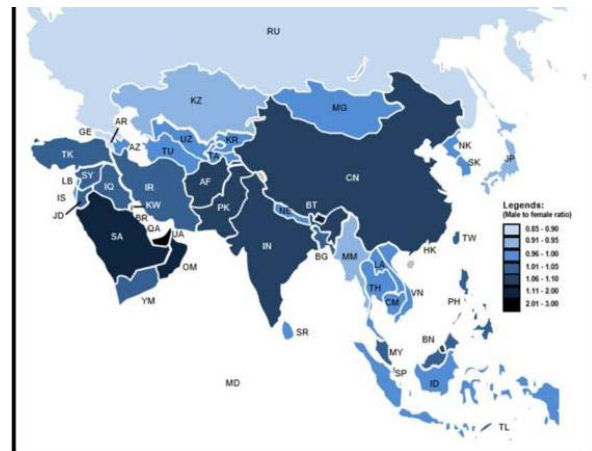 RU
KZ
MG
AR
GE
AZ
UZ
KR
TU
TA
NK
SK
JP
TK
SY
LB
IQ
IS
JD
IR
AF
CN
KW
BR
QA
UA
SA
OM
YM
PK
NE
BT
IN
BG
MM
HK
TW
LA
TH
CM
VN
PH
SR
MD
MY
SP
BN
ID
TL
Legends:
(Male to female ratio)
0.85 - 0.90
0.91 - 0.95
0.96 - 1.00
1.01 - 1.05
1.06 - 1.10
1.11 - 2.00
2.01 - 3.00